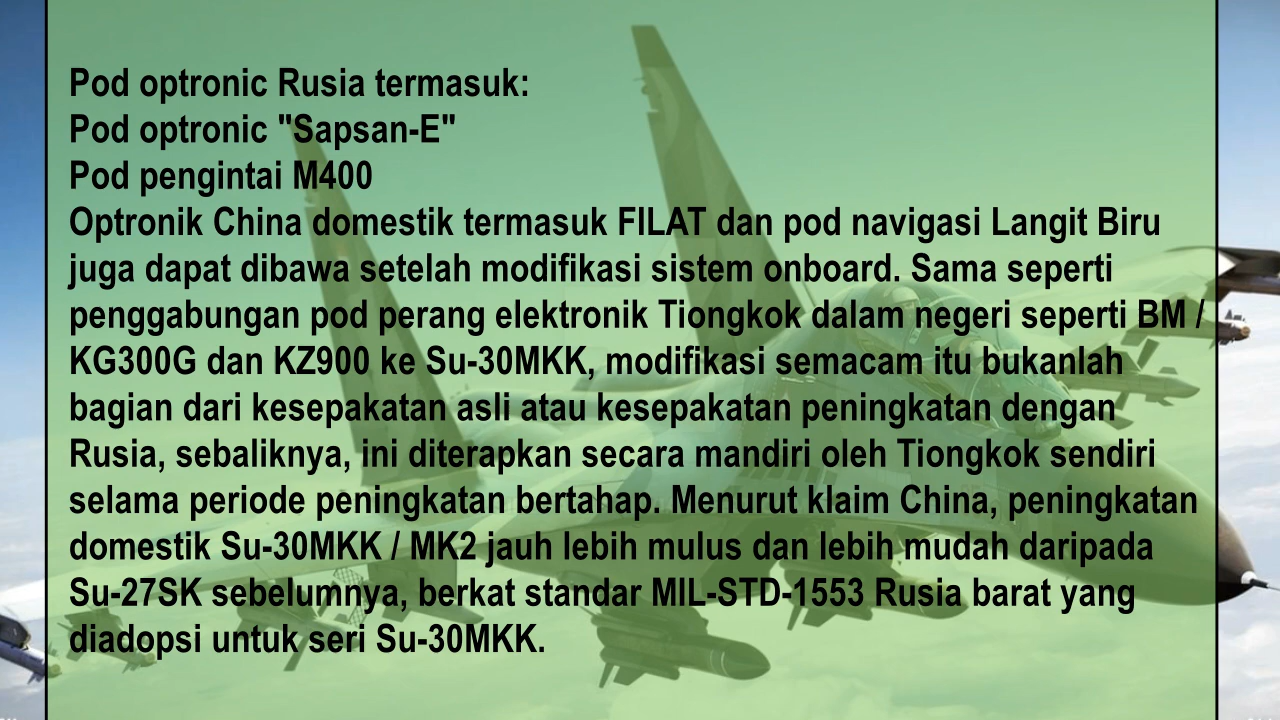 Pod optronic Rusia termasuk:
Pod optronic "Sapsan-E"
Pod pengintai M400
Optronik China domestik termasuk FILAT dan pod navigasi Langit Biru
juga dapat dibawa setelah modifikasi sistem onboard. Sama seperti
penggabungan pod perang elektronik Tiongkok dalam negeri seperti BM /
KG300G dan KZ900 ke Su-30MKK, modifikasi semacam itu bukanlah
bagian dari kesepakatan asli atau kesepakatan peningkatan dengan
Rusia, sebaliknya, ini diterapkan secara mandiri oleh Tiongkok sendiri
selama periode peningkatan bertahap. Menurut klaim China, peningkatan
domestik Su-30MKK / MK2 jauh lebih mulus dan lebih mudah daripada
Su-27SK sebelumnya, berkat standar MIL-STD-1553 Rusia barat yang
diadopsi untuk seri Su-30MKK.